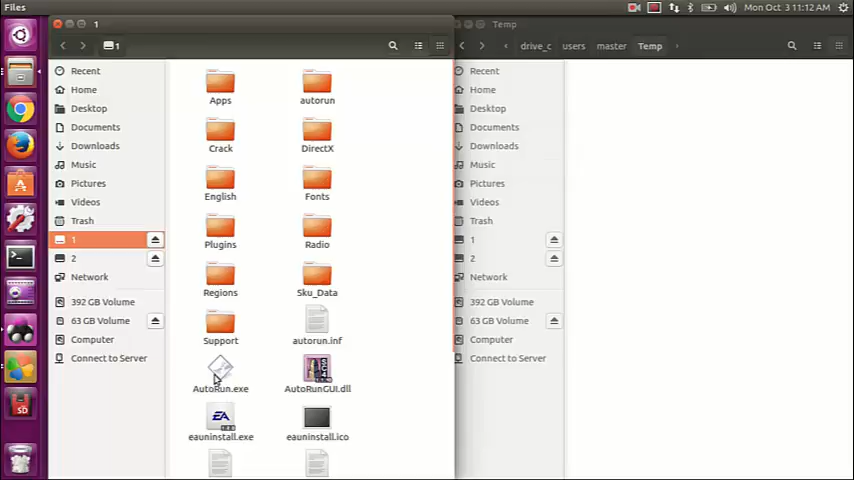 Files
Mon Oct 3 11:12 AM
1
Temp
1
drive_c
users
master
Temp
Recent
Home
Desktop
Documents
Downloads
Music
Pictures
Videos
Trash
1
2
Network
392 GB Volume
63 GB Volume
Computer
Connect to Server
Apps
autorun
Crack
DirectX
English
Fonts
Plugins
Radio
Regions
Sku_Data
Support
autorun.inf
AutoRun.exe
AutoRunGUI.dll
EA
eauninstall.exe
eauninstall.ico
Recent
Home
Desktop
Documents
Downloads
Music
Pictures
Videos
Trash
1
2
Network
392 GB Volume
63 GB Volume
Computer
Connect to Server
SD